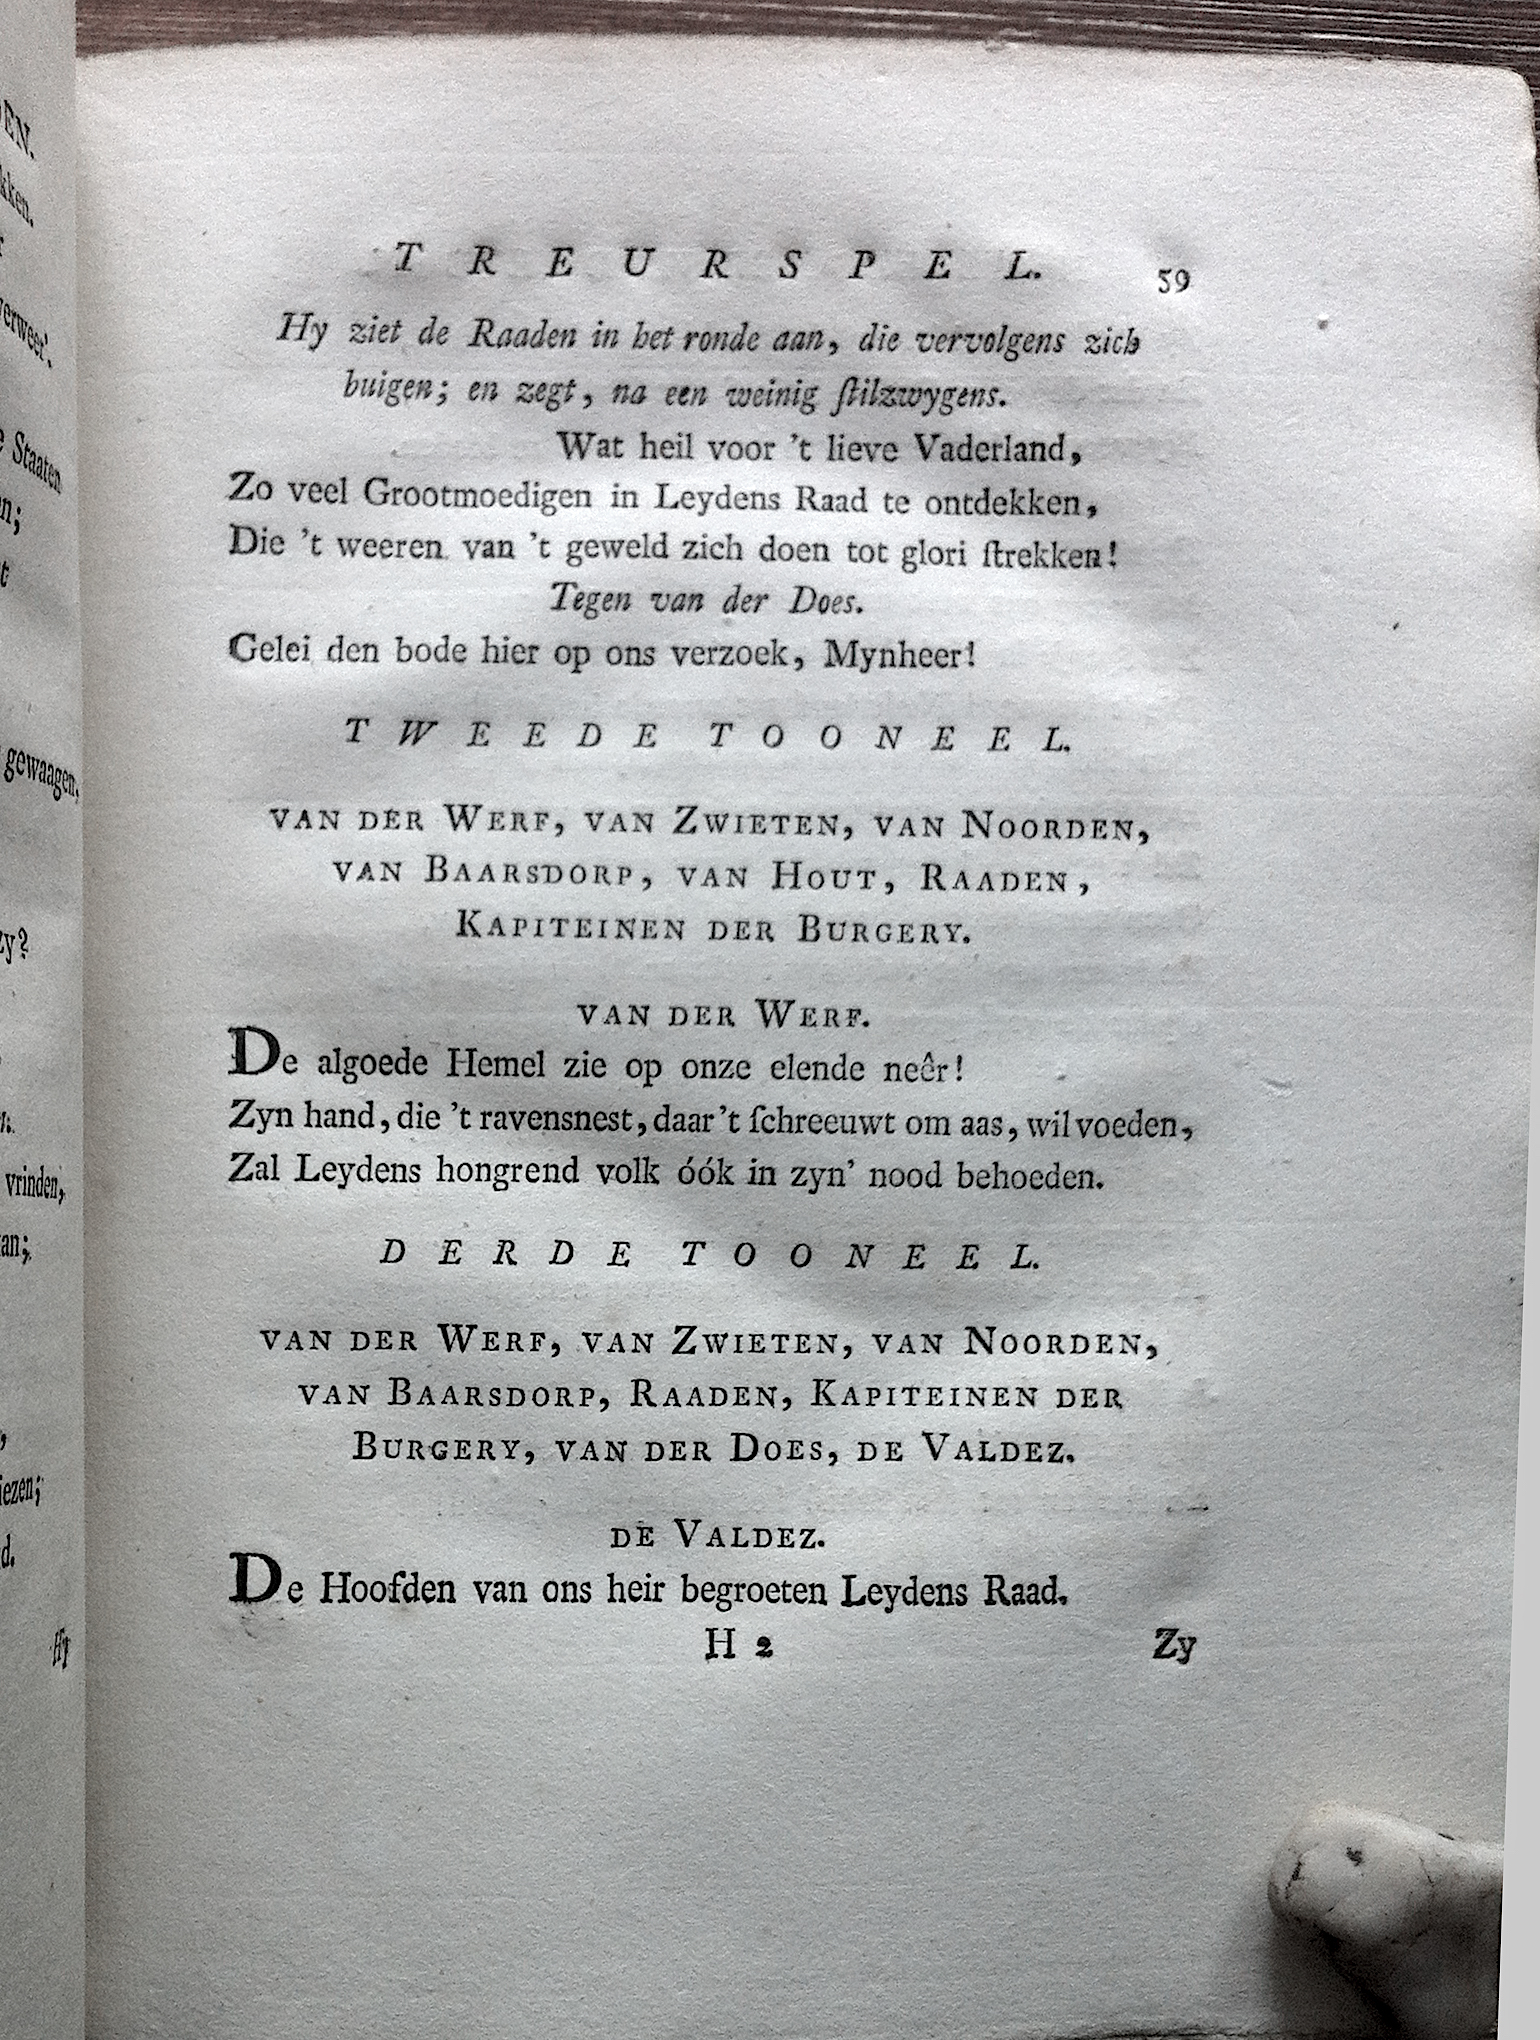 TREURSPEL. 59
Hy ziet de Raaden in het ronde aan, die vervolgens zich
buigen; en zegt, na een weinig ſtilzwygens.
Wat heil voor 't lieve Vaderland,
Zo veel Grootmoedigen in Leydens Raad te ontdekken,
Die 't weeren van 't geweld zich doen tot glori ſtrekken!
Tegen van der Does.
Gelei den bode hier op ons verzoek, Mynheer!
TWEEDE TOONEEL.
VAN DER WERF, VAN ZWIETEN, VAN NOORDEN,
VAN BAARSDORP, VAN HOUT, RAADEN,
KAPITEINEN DER BURGERY.
VAN DER WERF.
De algoede Hemel zie op onze elende neêr!
Zyn hand, die 't ravensnest, daar 't ſchreeuwt om aas, wil voeden,
Zal Leydens hongrend volk óók in zyn' nood behoeden.
DERDE TOONEEL.
VAN DER WERF, VAN ZWIETEN, VAN NOORDEN,
VAN BAARSDORP, RAADEN, KAPITEINEN DER
BURGERY, VAN DER DOES, DE VALDEZ.
DE VALDEZ.
De Hoofden van ons heir begroeten Leydens Raad.
H 2 Zy